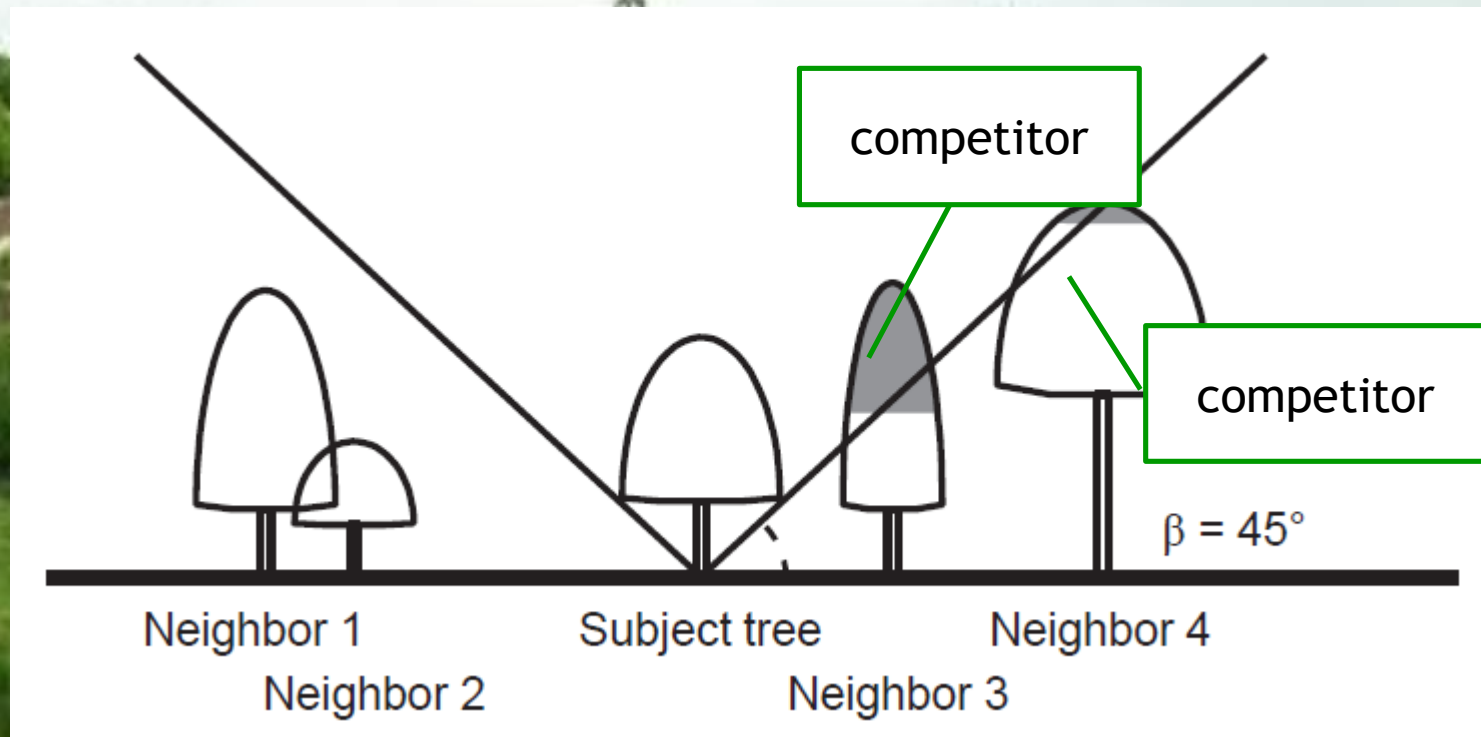 competitor
competitor
β = 45°
Neighbor 1
Subject tree
Neighbor 4
Neighbor 2
Neighbor 3